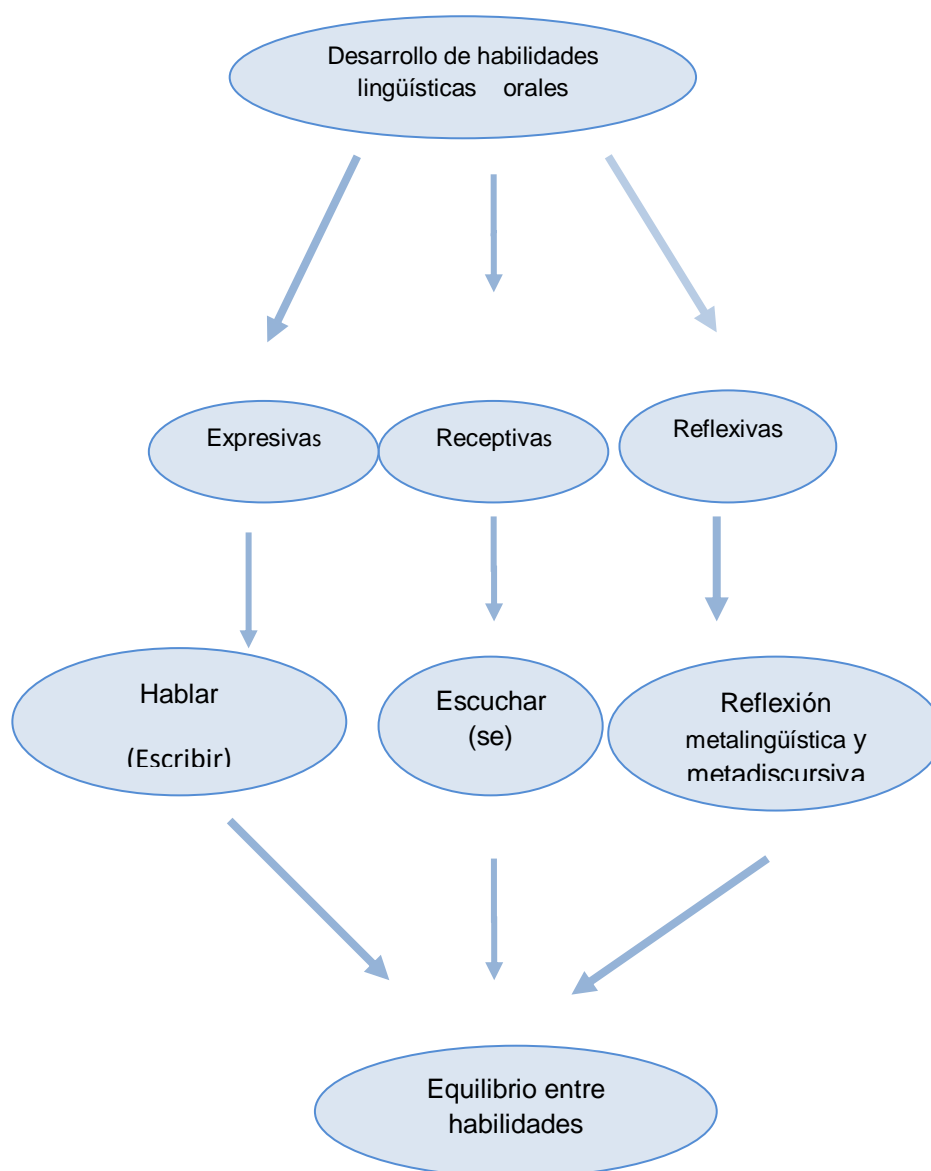 Desarrollo de habilidades
lingüísticas orales
Expresivas
Receptivas
Reflexivas
Hablar
(Escribir)
Escuchar
(se)
Reflexión
metalingüística y
metadiscursiva
Equilibrio entre
habilidades